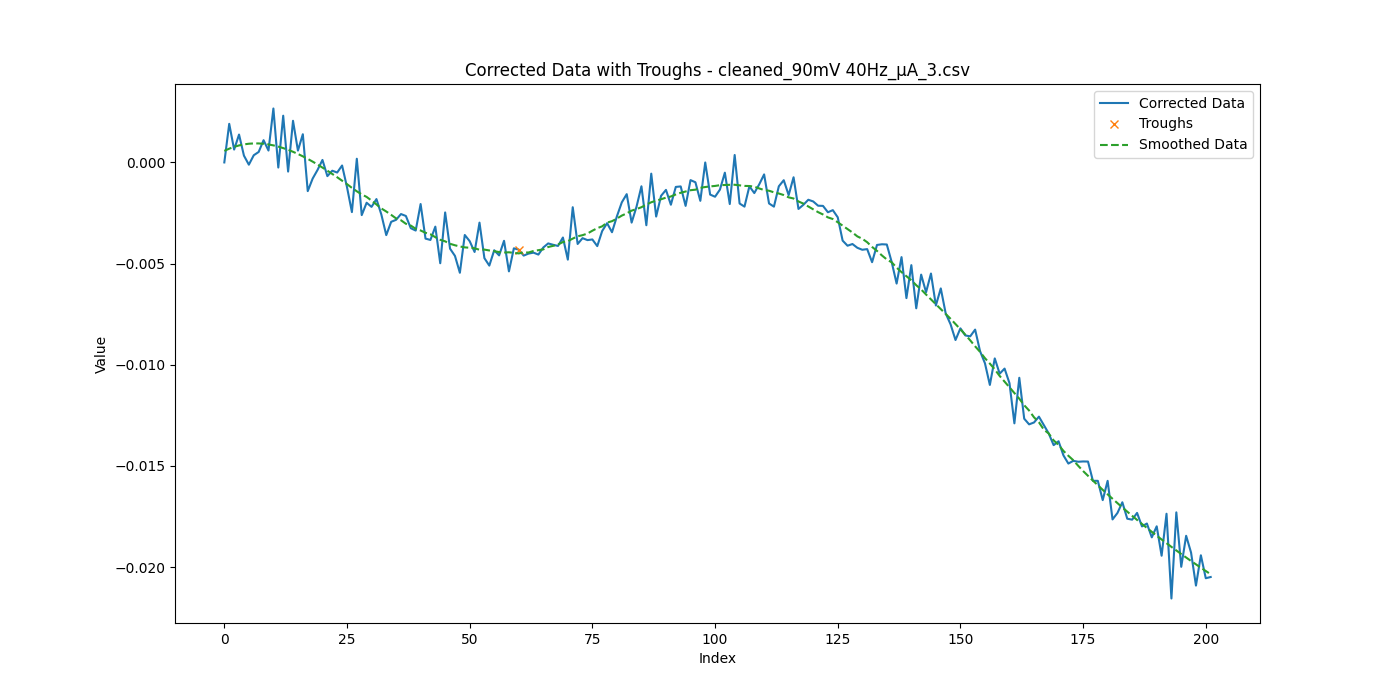 Corrected Data with Troughs - cleaned_90mV 40Hz_µA_3.csv
Corrected Data
Troughs
Smoothed Data
0.000
−0.005
−0.010
−0.015
−0.020
Value
0 25 50 75 100 125 150 175 200
Index